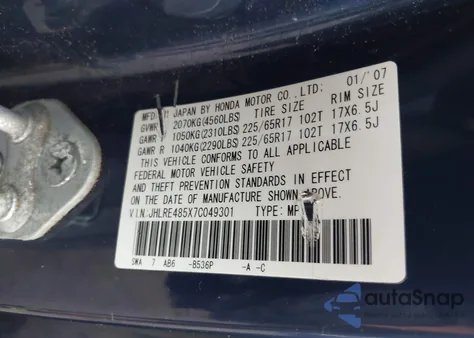 MFD. IN JAPAN BY HONDA MOTOR CO., LTD: 01/'07
GVWR 2070KG(4560LBS) TIRE SIZE RIM SIZE
GAWR F 1050KG(2310LBS) 225/65R17 102T 17X6.5J
GAWR R 1040KG(2290LBS) 225/65R17 102T 17X6.5J
THIS VEHICLE CONFORMS TO ALL APPLICABLE
FEDERAL MOTOR VEHICLE SAFETY
AND THEFT PREVENTION STANDARDS IN EFFECT
ON THE DATE OF MANUFACTURE SHOWN ABOVE.
V.I.N:JHLRE485X7C049301 TYPE: MP
SWA 7 AB6 -B536P -A -C
autoSnap